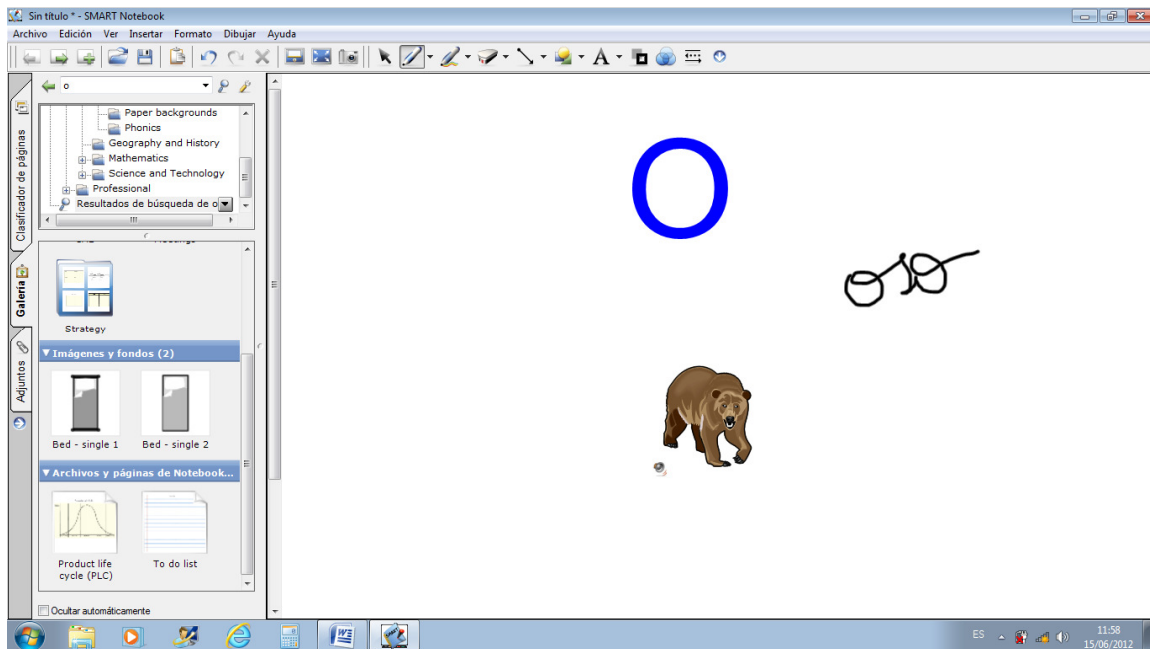 Sin título * - SMART Notebook
Archivo Edición Ver Insertar Formato Dibujar Ayuda
o
Paper backgrounds
Phonics
Geography and History
Mathematics
Science and Technology
Professional
Resultados de búsqueda de o
Clasificador de páginas
Galería
Adjuntos
Strategy
Imágenes y fondos (2)
Bed - single 1
Bed - single 2
Archivos y páginas de Notebook...
Product life cycle (PLC)
To do list
Ocultar automáticamente
O
oso
ES
11:58
15/06/2012